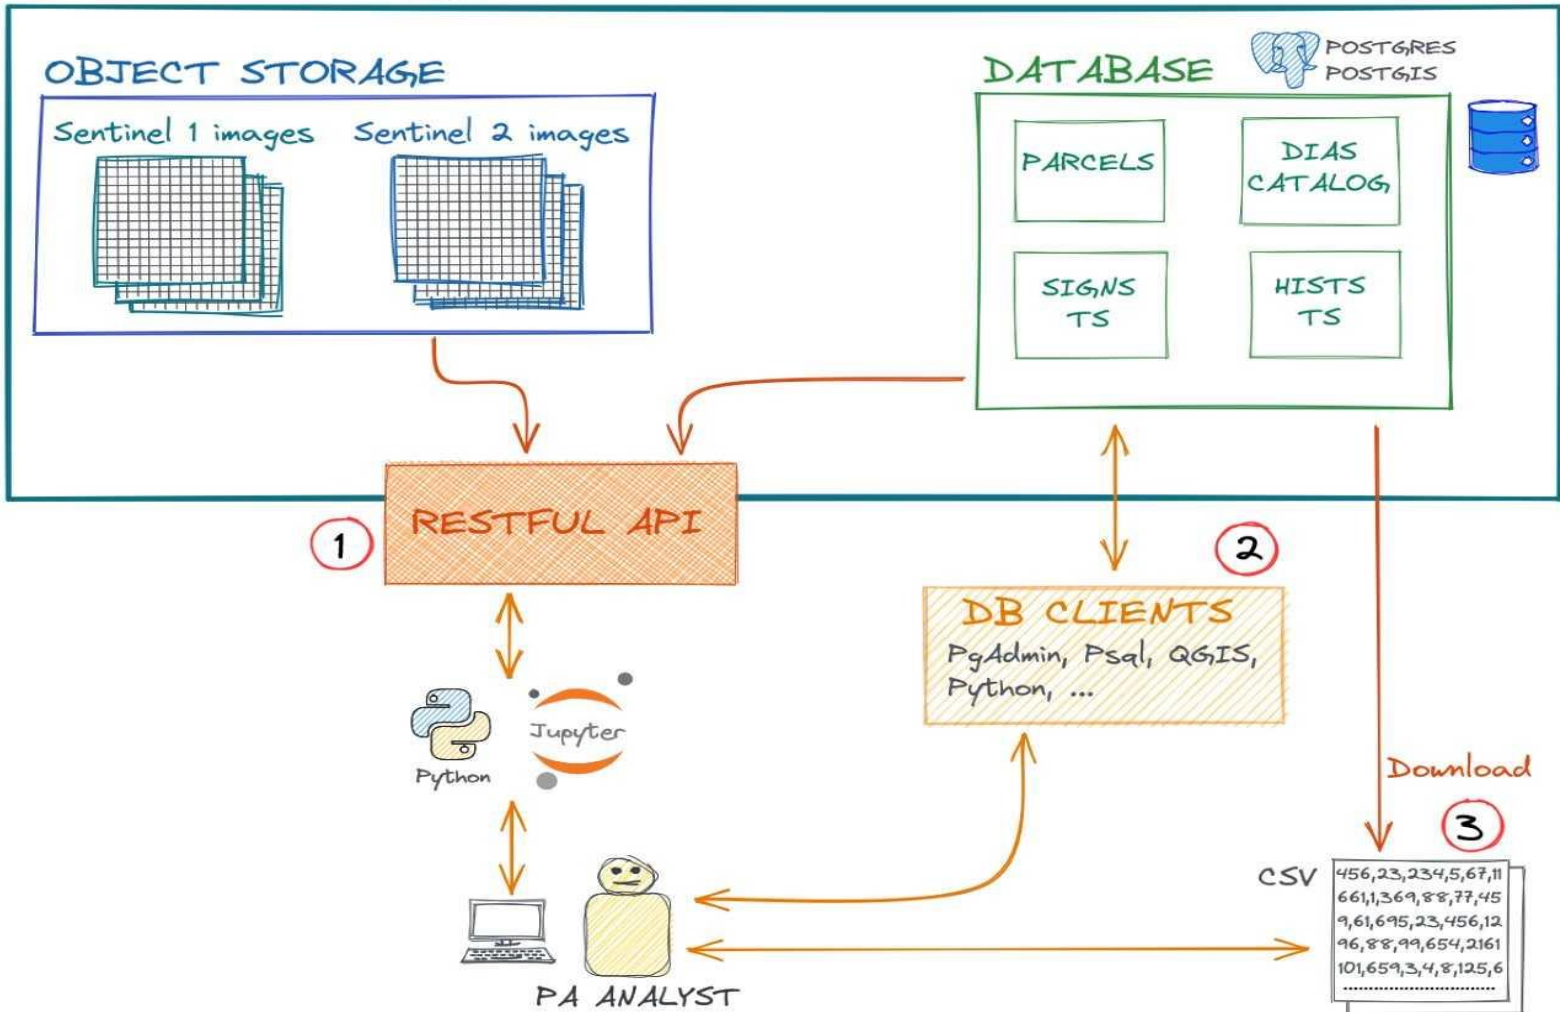 OBJECT STORAGE
Sentinel 1 images
Sentinel 2 images
DATABASE
POSTGRES
POSTGIS
PARCELS
DIAS
CATALOG
SIGNS
TS
HISTS
TS
RESTFUL API
1
2
DB CLIENTS
PgAdmin, Psql, QGIS,
Python, ...
Python
Jupyter
Download
3
CSV
456,23,234,5,67,11
661,1,369,88,77,45
9,61,695,23,456,12
96,88,99,654,2161
101,659,3,4,8,125,6
..............................
PA ANALYST